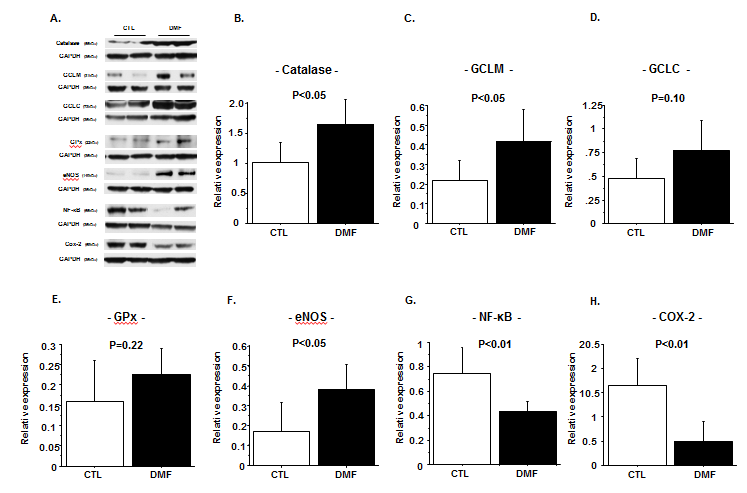 A.
CTL DMF
Catalase
GAPDH
GCLM
GAPDH
GCLC
GAPDH
GPx
GAPDH
eNOS
GAPDH
NF-κB
GAPDH
Cox-2
GAPDH
B.
- Catalase -
P<0.05
Relative expression
2.0
1.5
1
0.5
0
CTL DMF
C.
- GCLM -
P<0.05
Relative expression
0.6
0.5
0.4
0.3
0.2
0.1
0
CTL DMF
D.
- GCLC -
P=0.10
Relative expression
1.25
1
.75
.5
.25
0
CTL DMF
E.
- GPx -
P=0.22
Relative expression
0.3
0.25
0.2
0.15
0.1
0.05
0
CTL DMF
F.
- eNOS -
P<0.05
Relative expression
0.6
0.5
0.4
0.3
0.2
0.1
0
CTL DMF
G.
- NF-κB -
P<0.01
Relative expression
1
0.8
0.6
0.4
0.2
0
CTL DMF
H.
- COX-2 -
P<0.01
Relative expression
20.5
2
10.5
1
0.5
0
CTL DMF